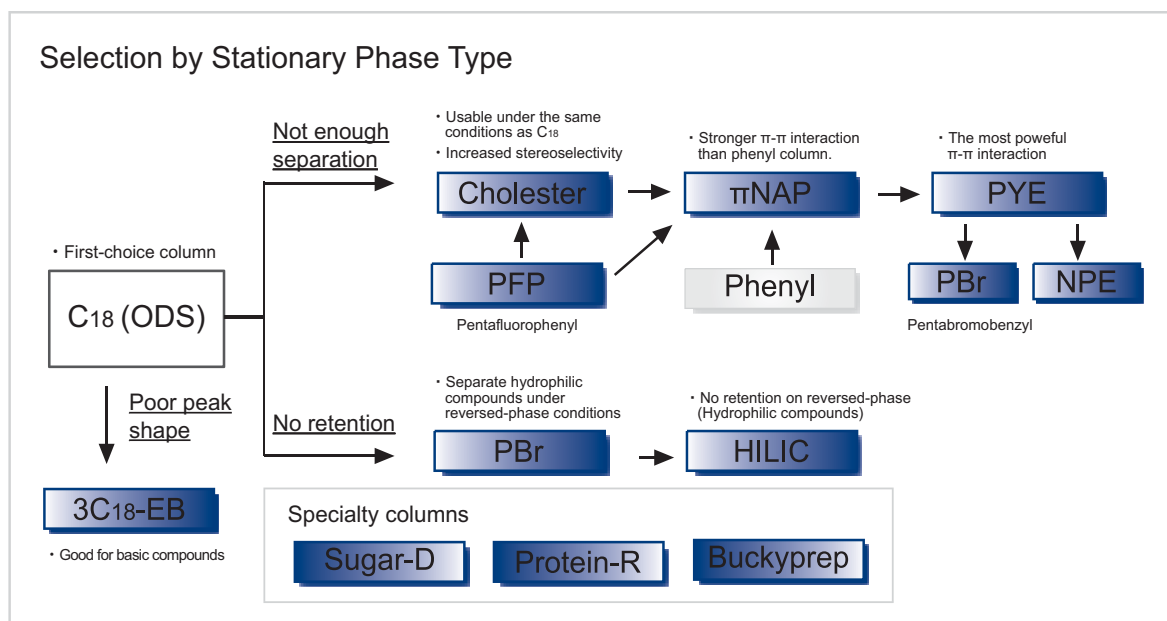 Selection by Stationary Phase Type
Not enough
separation
・Usable under the same
conditions as C18
・Increased stereoselectivity
Cholester
・Stronger π-π interaction
than phenyl column.
πNAP
・The most poweful
π-π interaction
PYE
・First-choice column
C18 (ODS)
PFP
Pentafluorophenyl
Phenyl
PBr
Pentabromobenzyl
NPE
Poor peak
shape
No retention
・Separate hydrophilic
compounds under
reversed-phase conditions
PBr
・No retention on reversed-phase
(Hydrophilic compounds)
HILIC
3C18-EB
・Good for basic compounds
Specialty columns
Sugar-D
Protein-R
Buckyprep